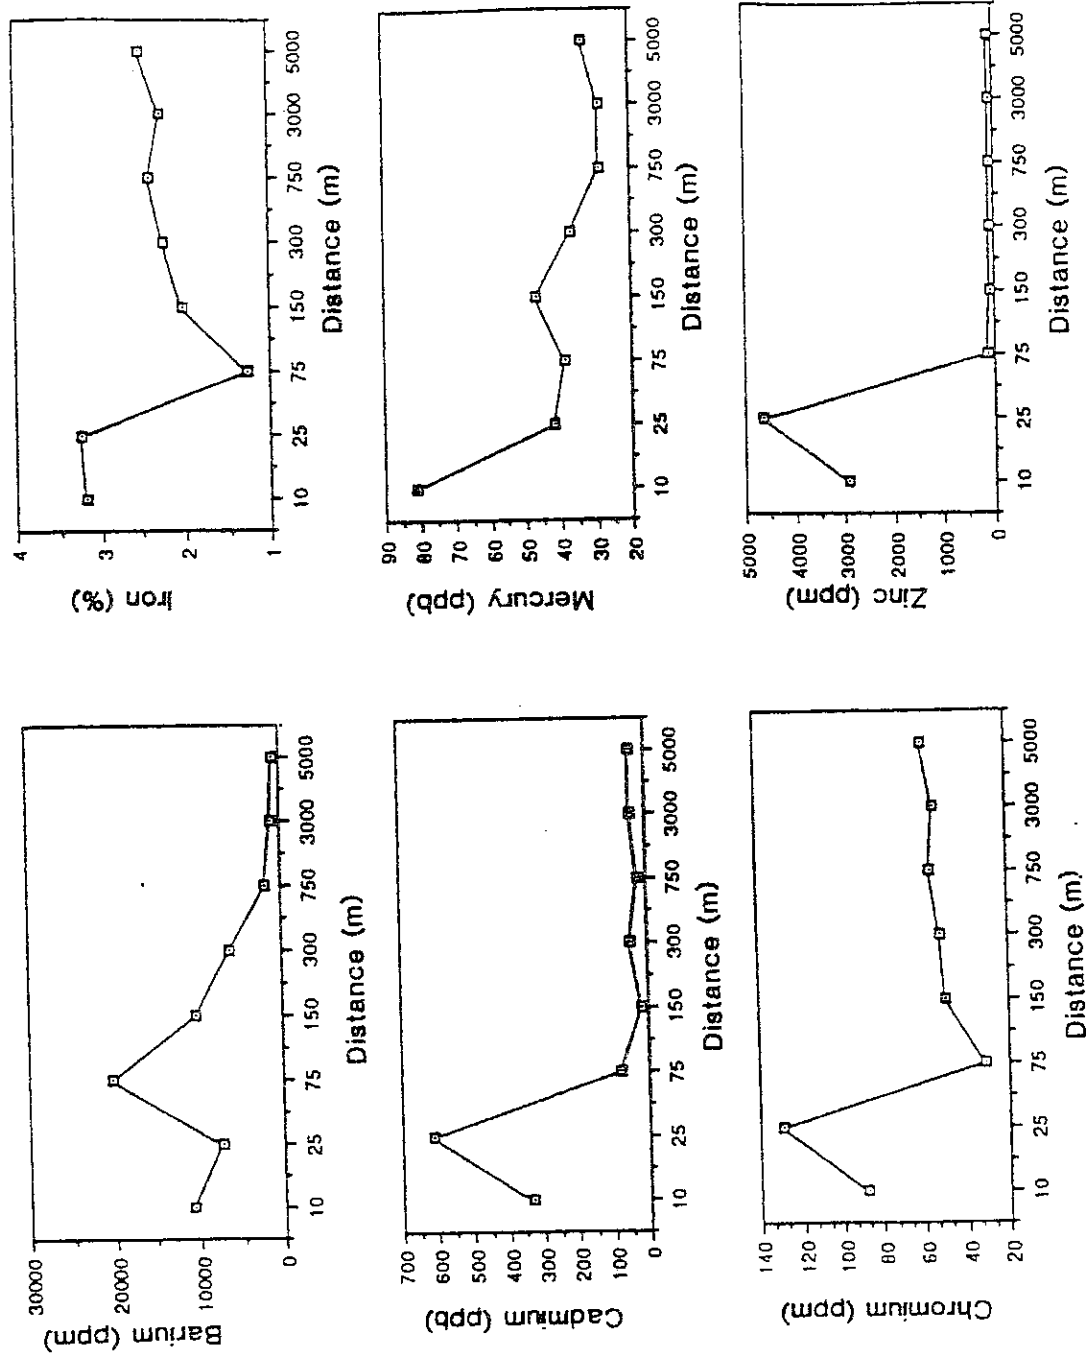 Barium (ppm)
30000
20000
10000
0
10 25 75 150 300 750 3000 5000
Distance (m)
Iron (%)
4
3
2
1
10 25 75 150 300 750 3000 5000
Distance (m)
Cadmium (ppb)
700
600
500
400
300
200
100
0
10 25 75 150 300 750 3000 5000
Distance (m)
Mercury (ppb)
90
80
70
60
50
40
30
20
10 25 75 150 300 750 3000 5000
Distance (m)
Chromium (ppm)
140
120
100
80
60
40
20
10 25 75 150 300 750 3000 5000
Distance (m)
Zinc (ppm)
5000
4000
3000
2000
1000
0
10 25 75 150 300 750 3000 5000
Distance (m)